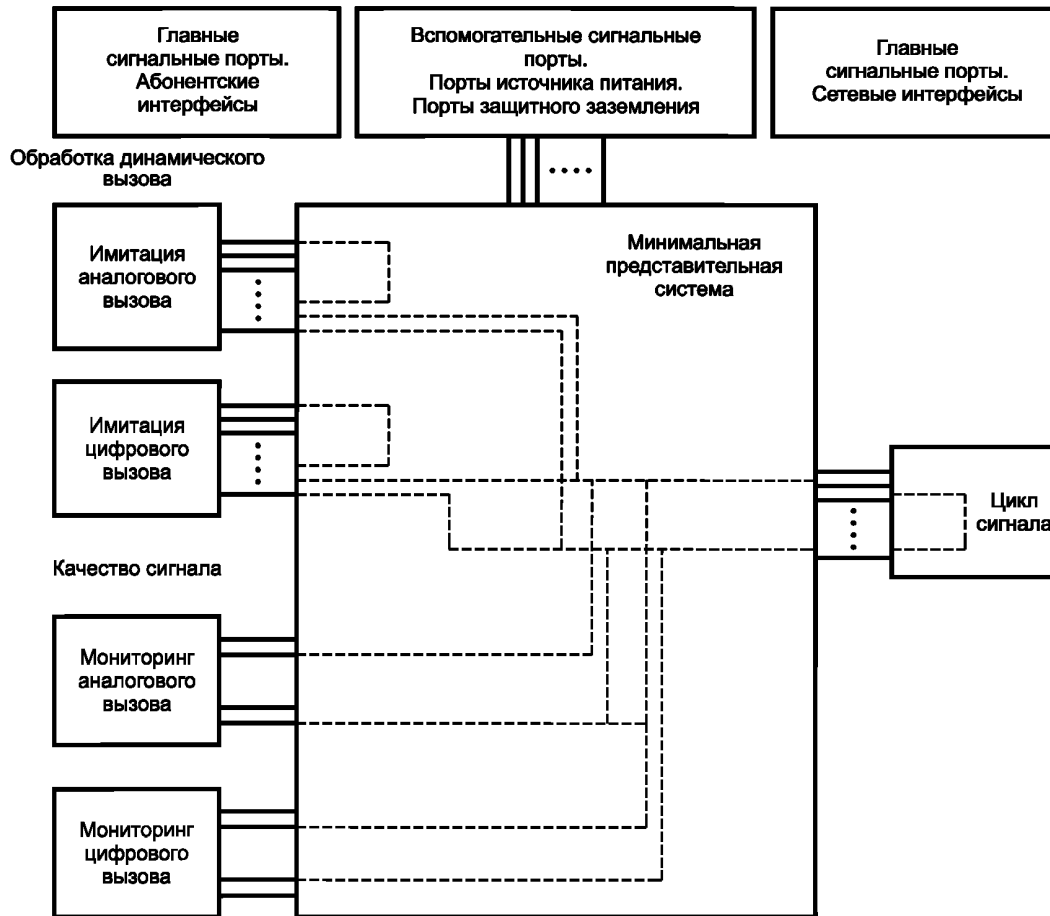 Главные
сигнальные порты.
Абонентские
интерфейсы
Вспомогательные сигнальные
порты.
Порты источника питания.
Порты защитного заземления
Главные
сигнальные порты.
Сетевые интерфейсы
Обработка динамического
вызова
Имитация
аналогового
вызова
Минимальная
представительная
система
Имитация
цифрового
вызова
Цикл
сигнала
Качество сигнала
Мониторинг
аналогового
вызова
Мониторинг
цифрового
вызова